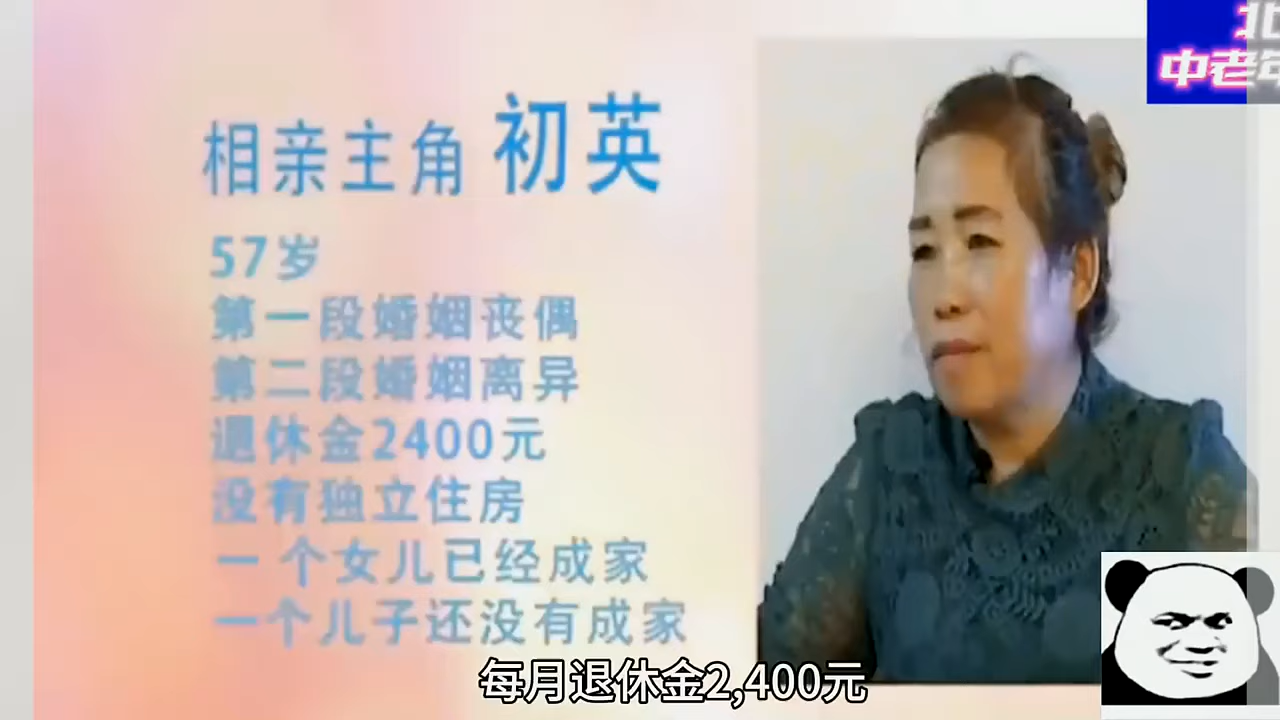 相亲主角 初英
57岁
第一段婚姻丧偶
第二段婚姻离异
退休金2400元
没有独立住房
一个女儿已经成家
一个儿子还没有成家
每月退休金2,400元
北
中老年